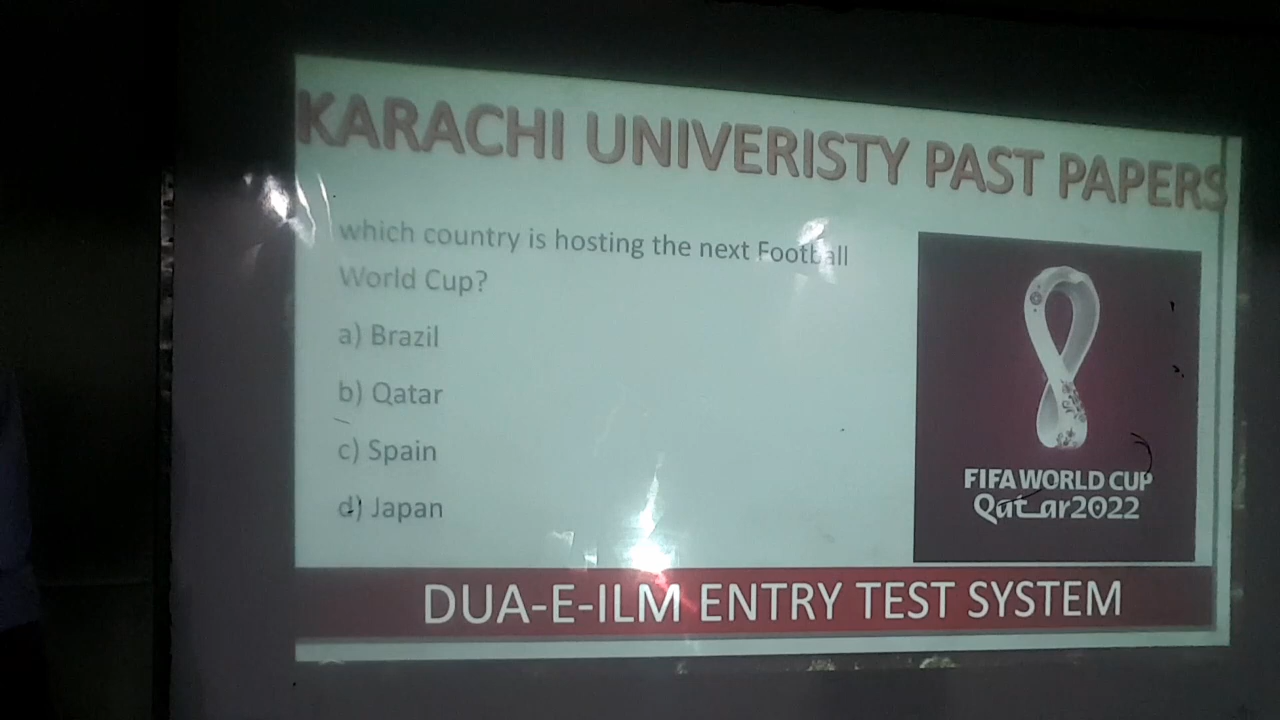 KARACHI UNIVERISTY PAST PAPERS
which country is hosting the next Football
World Cup?
a) Brazil
b) Qatar
c) Spain
d) Japan
FIFA WORLD CUP
Qatar2022
DUA-E-ILM ENTRY TEST SYSTEM